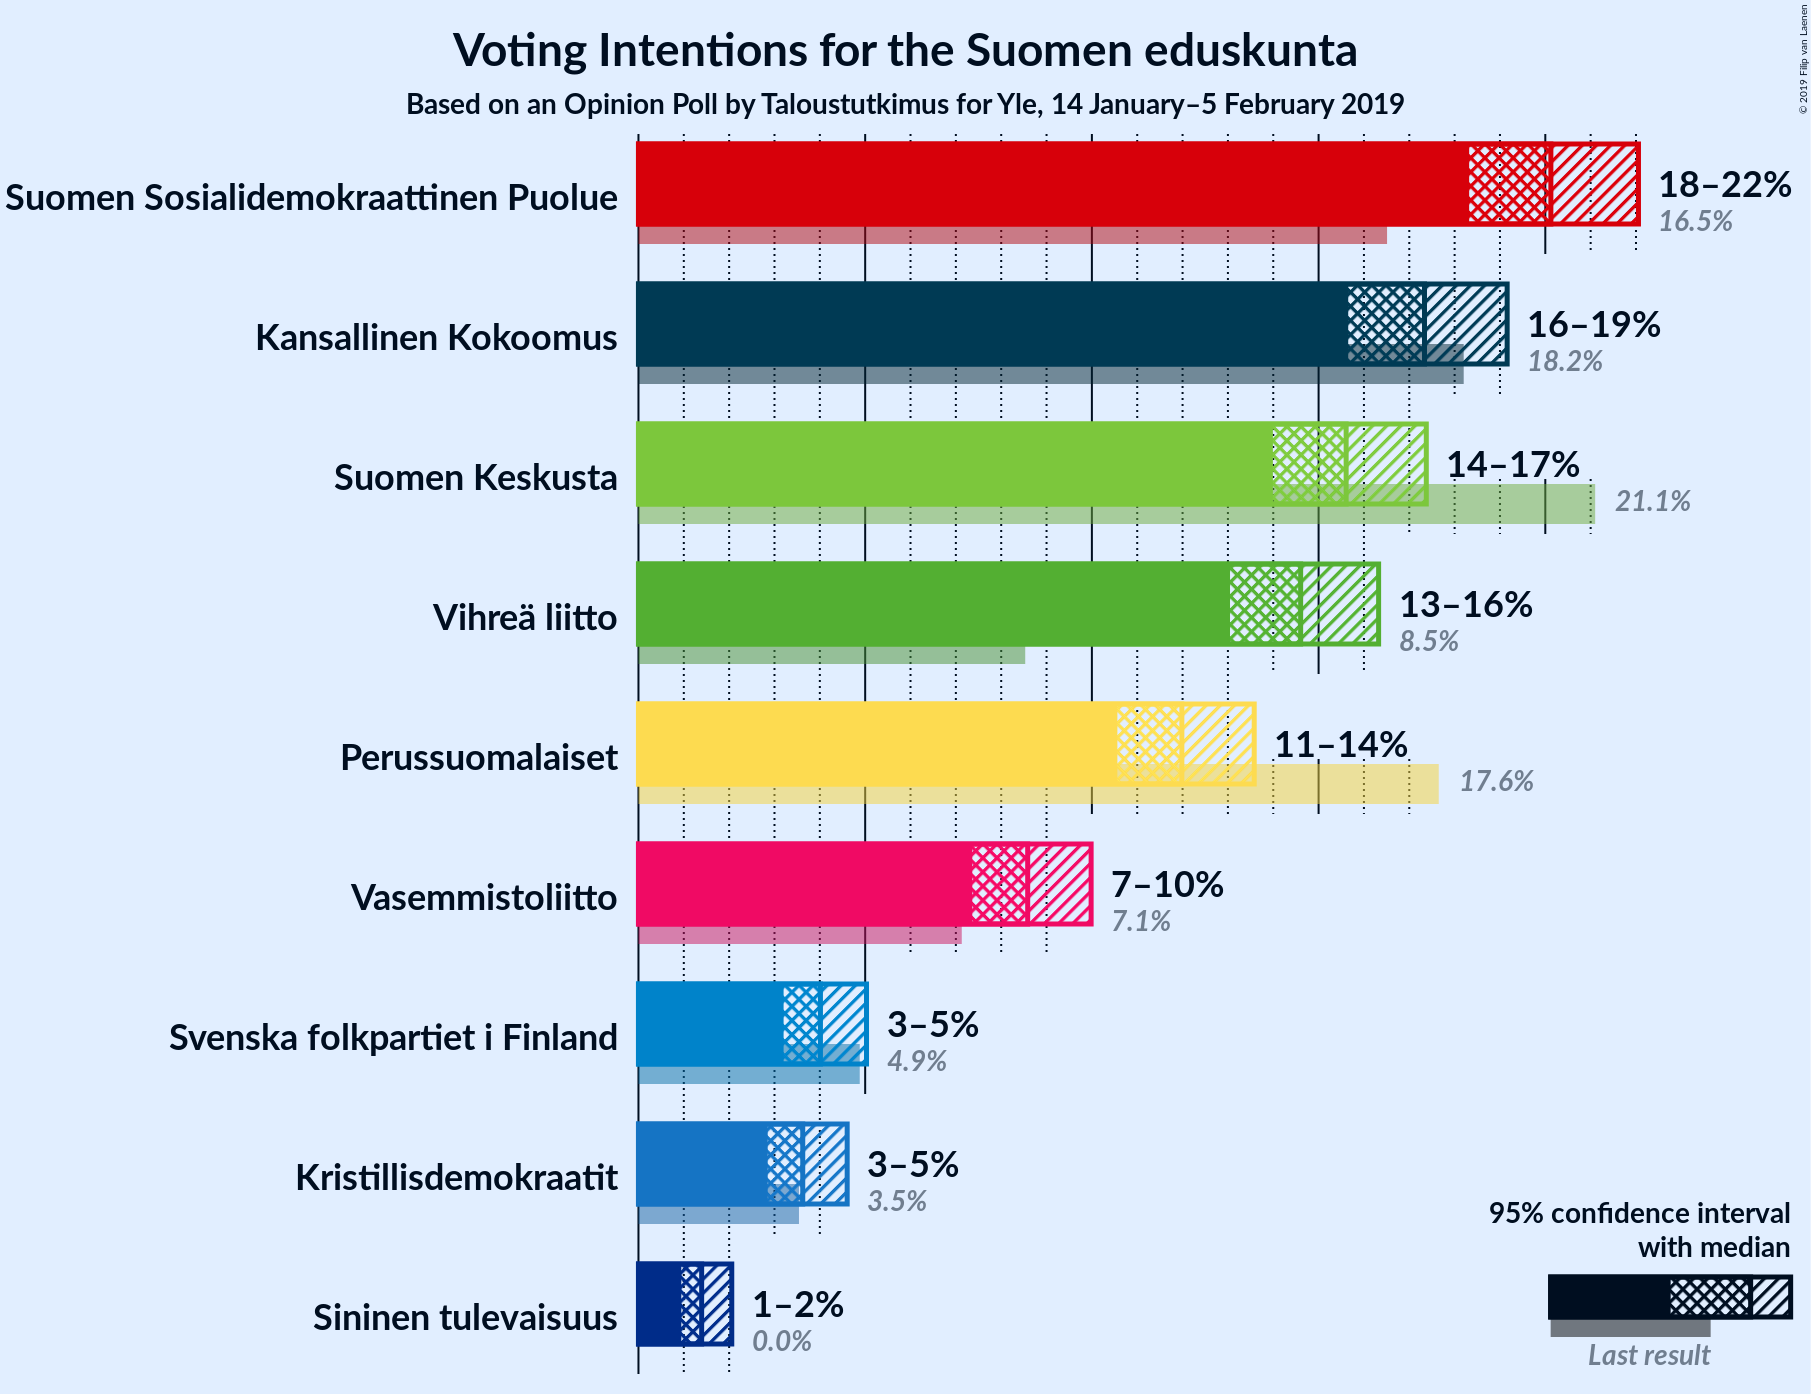 Voting Intentions for the Suomen eduskunta
Based on an Opinion Poll by Taloustutkimus for Yle, 14 January–5 February 2019
© 2019 Filip van Laenen
Suomen Sosialidemokraattinen Puolue
18–22%
16.5%
Kansallinen Kokoomus
16–19%
18.2%
Suomen Keskusta
14–17%
21.1%
Vihreä liitto
13–16%
8.5%
Perussuomalaiset
11–14%
17.6%
Vasemmistoliitto
7–10%
7.1%
Svenska folkpartiet i Finland
3–5%
4.9%
Kristillisdemokraatit
3–5%
3.5%
Sininen tulevaisuus
1–2%
0.0%
95% confidence interval
with median
Last result